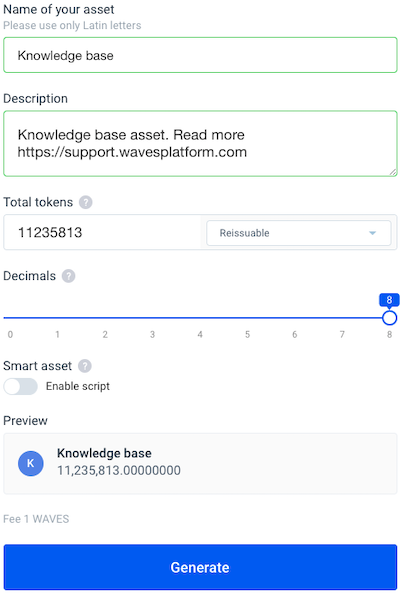 Name of your asset
Please use only Latin letters
Knowledge base
Description
Knowledge base asset. Read more
https://support.wavesplatform.com
Total tokens ?
11235813 Reissuable
Decimals ?
8
0 1 2 3 4 5 6 7 8
Smart asset ?
Enable script
Preview
K
Knowledge base
11,235,813.00000000
Fee 1 WAVES
Generate